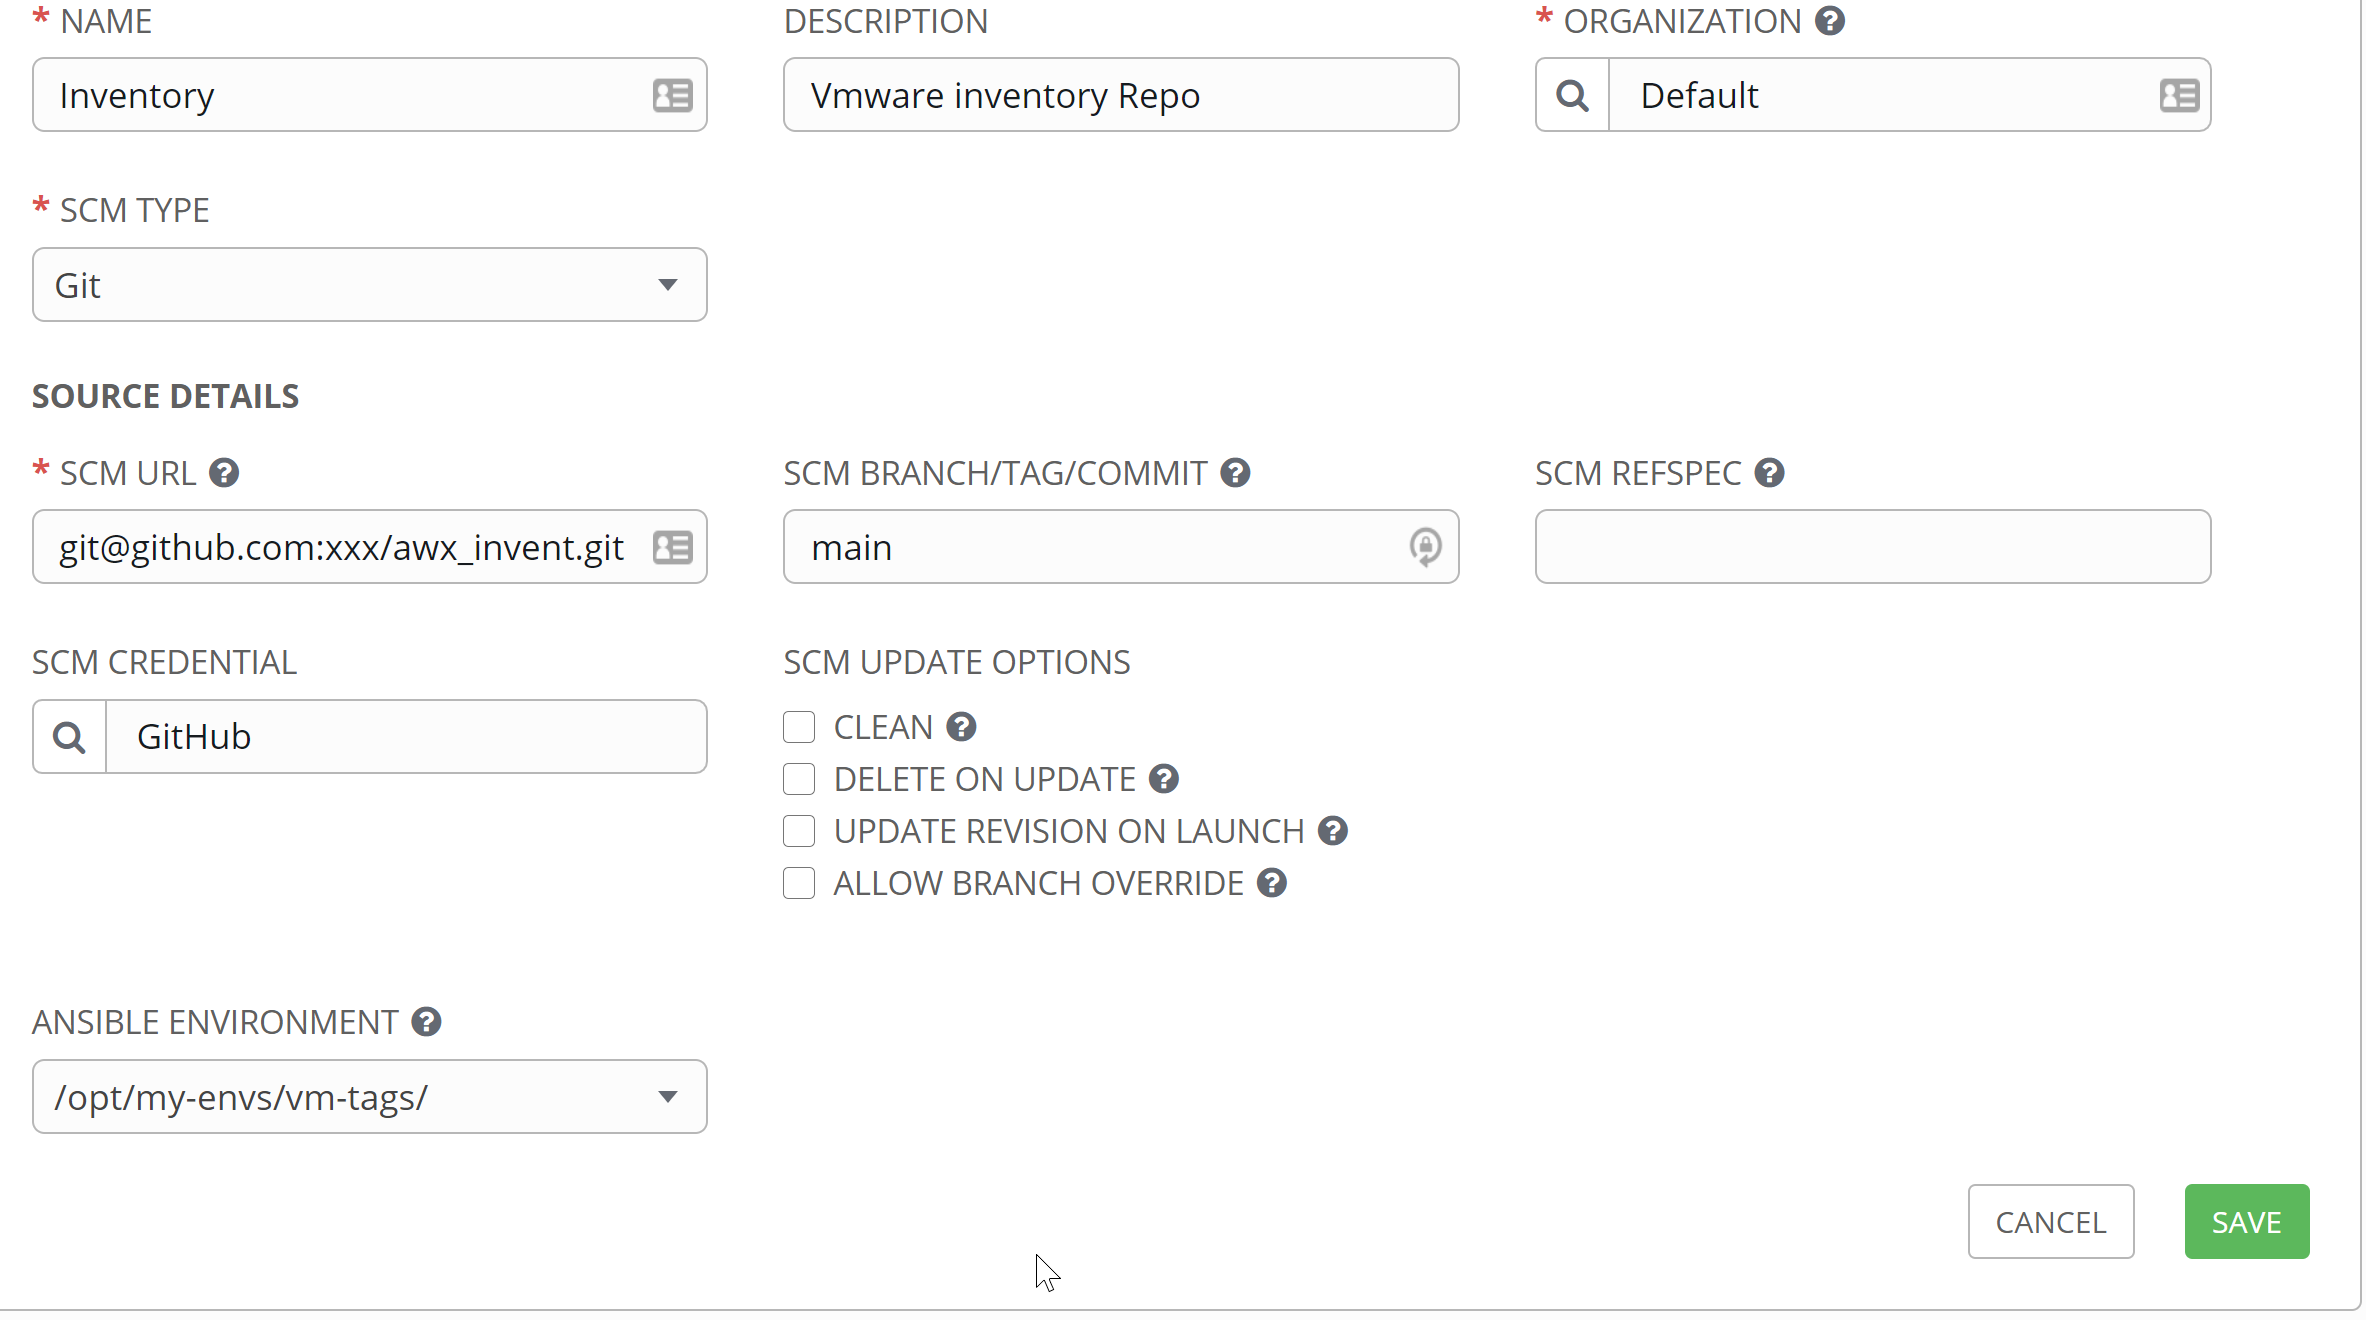 * NAME
DESCRIPTION
* ORGANIZATION ?
Inventory
Vmware inventory Repo
Default
* SCM TYPE
Git
SOURCE DETAILS
* SCM URL ?
SCM BRANCH/TAG/COMMIT ?
SCM REFSPEC ?
git@github.com:xxx/awx_invent.git
main
SCM CREDENTIAL
SCM UPDATE OPTIONS
GitHub
CLEAN ?
DELETE ON UPDATE ?
UPDATE REVISION ON LAUNCH ?
ALLOW BRANCH OVERRIDE ?
ANSIBLE ENVIRONMENT ?
/opt/my-envs/vm-tags/
CANCEL
SAVE